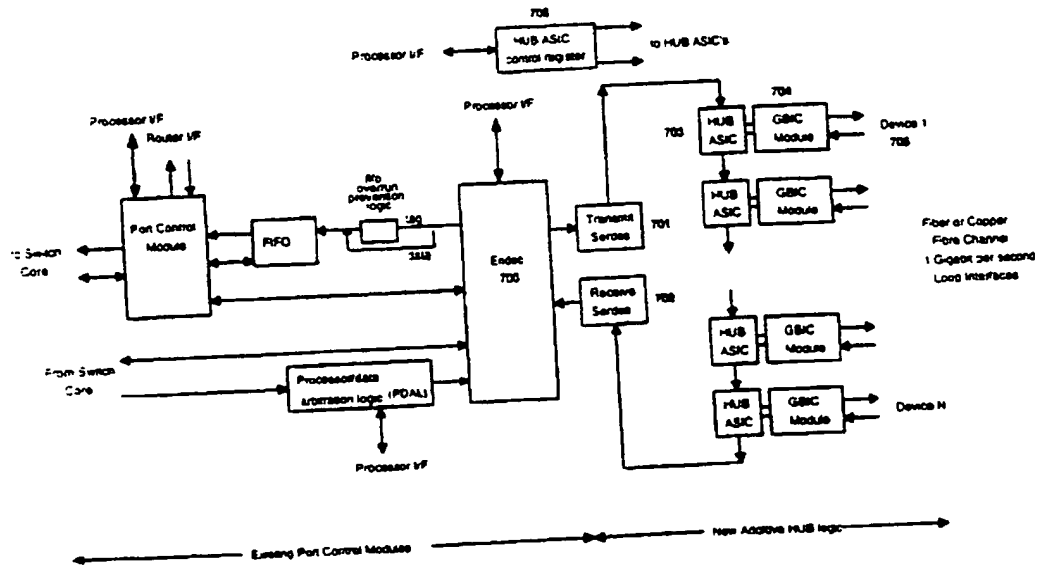 706
HUB ASIC
control register
Processor I/F
to HUB ASIC's
Processor I/F
Router I/F
Processor I/F
704
HUB
ASIC
GBIC
Module
703
Device 1
705
HUB
ASIC
GBIC
Module
fifo
overrun
prevention
logic
tag
data
Port Control
Module
FIFO
to Switch
Core
Endec
700
Transmit
Serdes
701
Receive
Serdes
702
Fiber or Copper
Fibre Channel
1 Gigabit per second
Loop Interfaces
HUB
ASIC
GBIC
Module
From Switch
Core
Processor/data
arbitration logic (PDAL)
HUB
ASIC
GBIC
Module
Device N
Processor I/F
Existing Port Control Modules
New Additive HUB logic